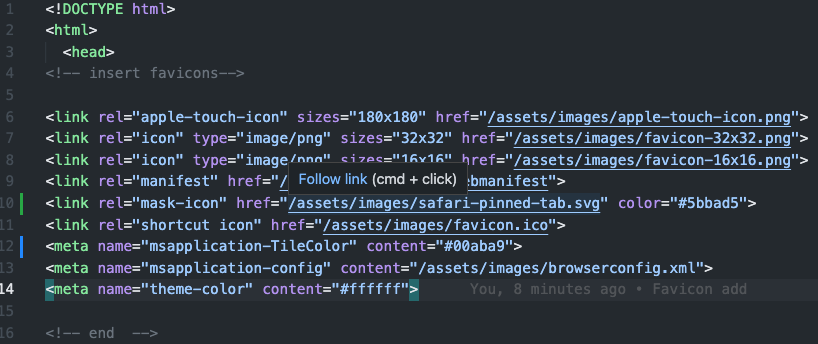 1 <!DOCTYPE html>
2 <html>
3 <head>
4 <!-- insert favicons-->
5
6 <link rel="apple-touch-icon" sizes="180x180" href="/assets/images/apple-touch-icon.png">
7 <link rel="icon" type="image/png" sizes="32x32" href="/assets/images/favicon-32x32.png">
8 <link rel="icon" type="image/png" sizes="16x16" href="/assets/images/favicon-16x16.png">
Follow link (cmd + click)
9 <link rel="manifest" href="/ ebmanifest">
10 <link rel="mask-icon" href="/assets/images/safari-pinned-tab.svg" color="#5bbad5">
11 <link rel="shortcut icon" href="/assets/images/favicon.ico">
12 <meta name="msapplication-TileColor" content="#00aba9">
13 <meta name="msapplication-config" content="/assets/images/browserconfig.xml">
14 <meta name="theme-color" content="#ffffff"> You, 8 minutes ago • Favicon add
15
16 <!-- end -->